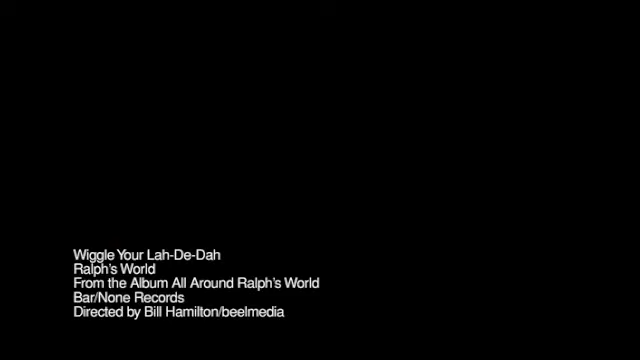 Wiggle Your Lah-De-Dah
Ralph's World
From the Album All Around Ralph's World
Bar/None Records
Directed by Bill Hamilton/beelmedia